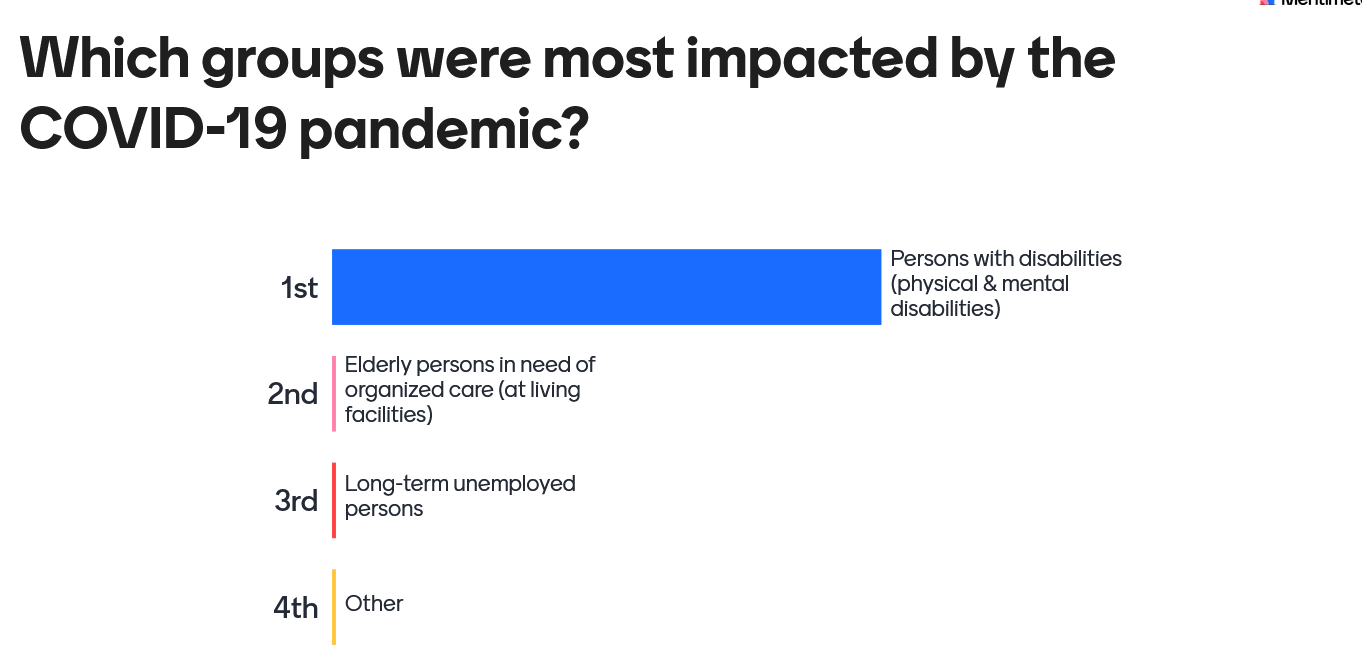 Which groups were most impacted by the
COVID-19 pandemic?
1st
Persons with disabilities
(physical & mental
disabilities)
2nd
Elderly persons in need of
organized care (at living
facilities)
3rd
Long-term unemployed
persons
4th
Other